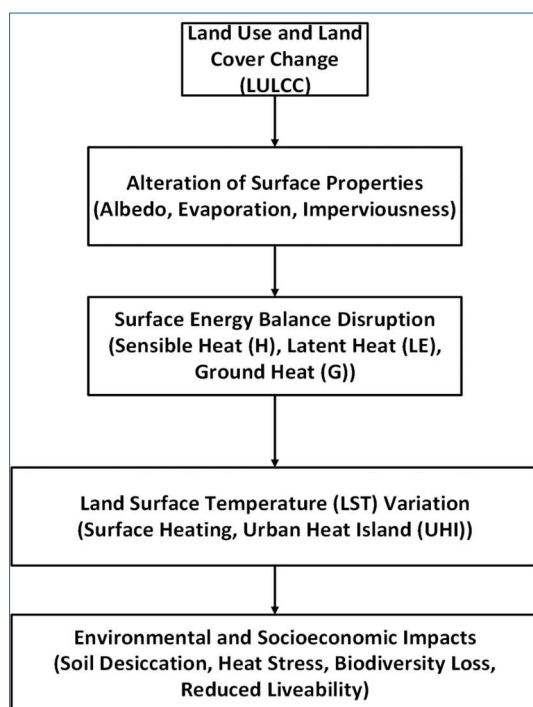 Land Use and Land
Cover Change
(LULCC)
Alteration of Surface Properties
(Albedo, Evaporation, Imperviousness)
Surface Energy Balance Disruption
(Sensible Heat (H), Latent Heat (LE),
Ground Heat (G))
Land Surface Temperature (LST) Variation
(Surface Heating, Urban Heat Island (UHI))
Environmental and Socioeconomic Impacts
(Soil Desiccation, Heat Stress, Biodiversity Loss,
Reduced Liveability)